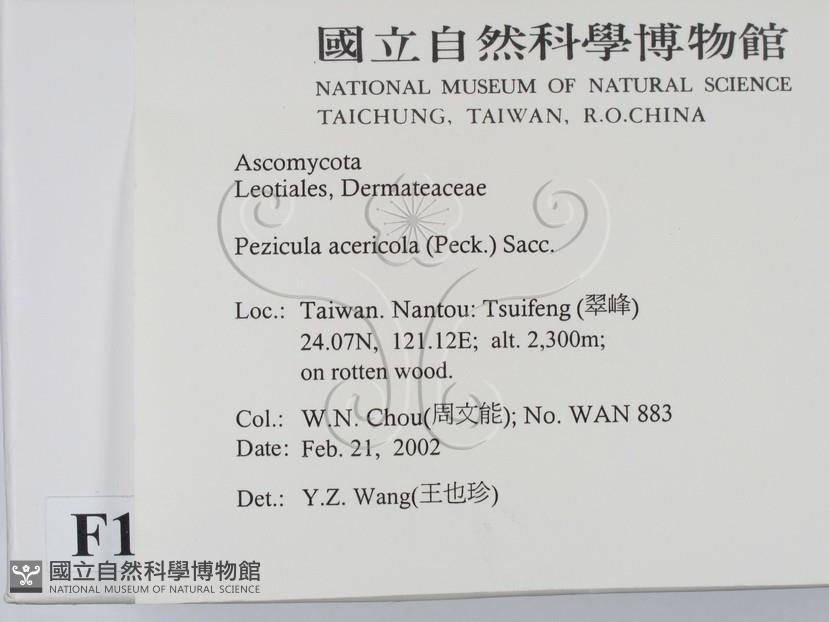 國立自然科學博物館
NATIONAL MUSEUM OF NATURAL SCIENCE
TAICHUNG, TAIWAN, R.O.CHINA
Ascomycota
Leotiales, Dermateaceae
Pezicula acericola (Peck.) Sacc.
Loc.: Taiwan. Nantou: Tsuifeng (翠峰)
24.07N, 121.12E; alt. 2,300m;
on rotten wood.
Col.: W.N. Chou(周文能); No. WAN 883
Date: Feb. 21, 2002
Det.: Y.Z. Wang(王也珍)
F1
國立自然科學博物館
NATIONAL MUSEUM OF NATURAL SCIENCE